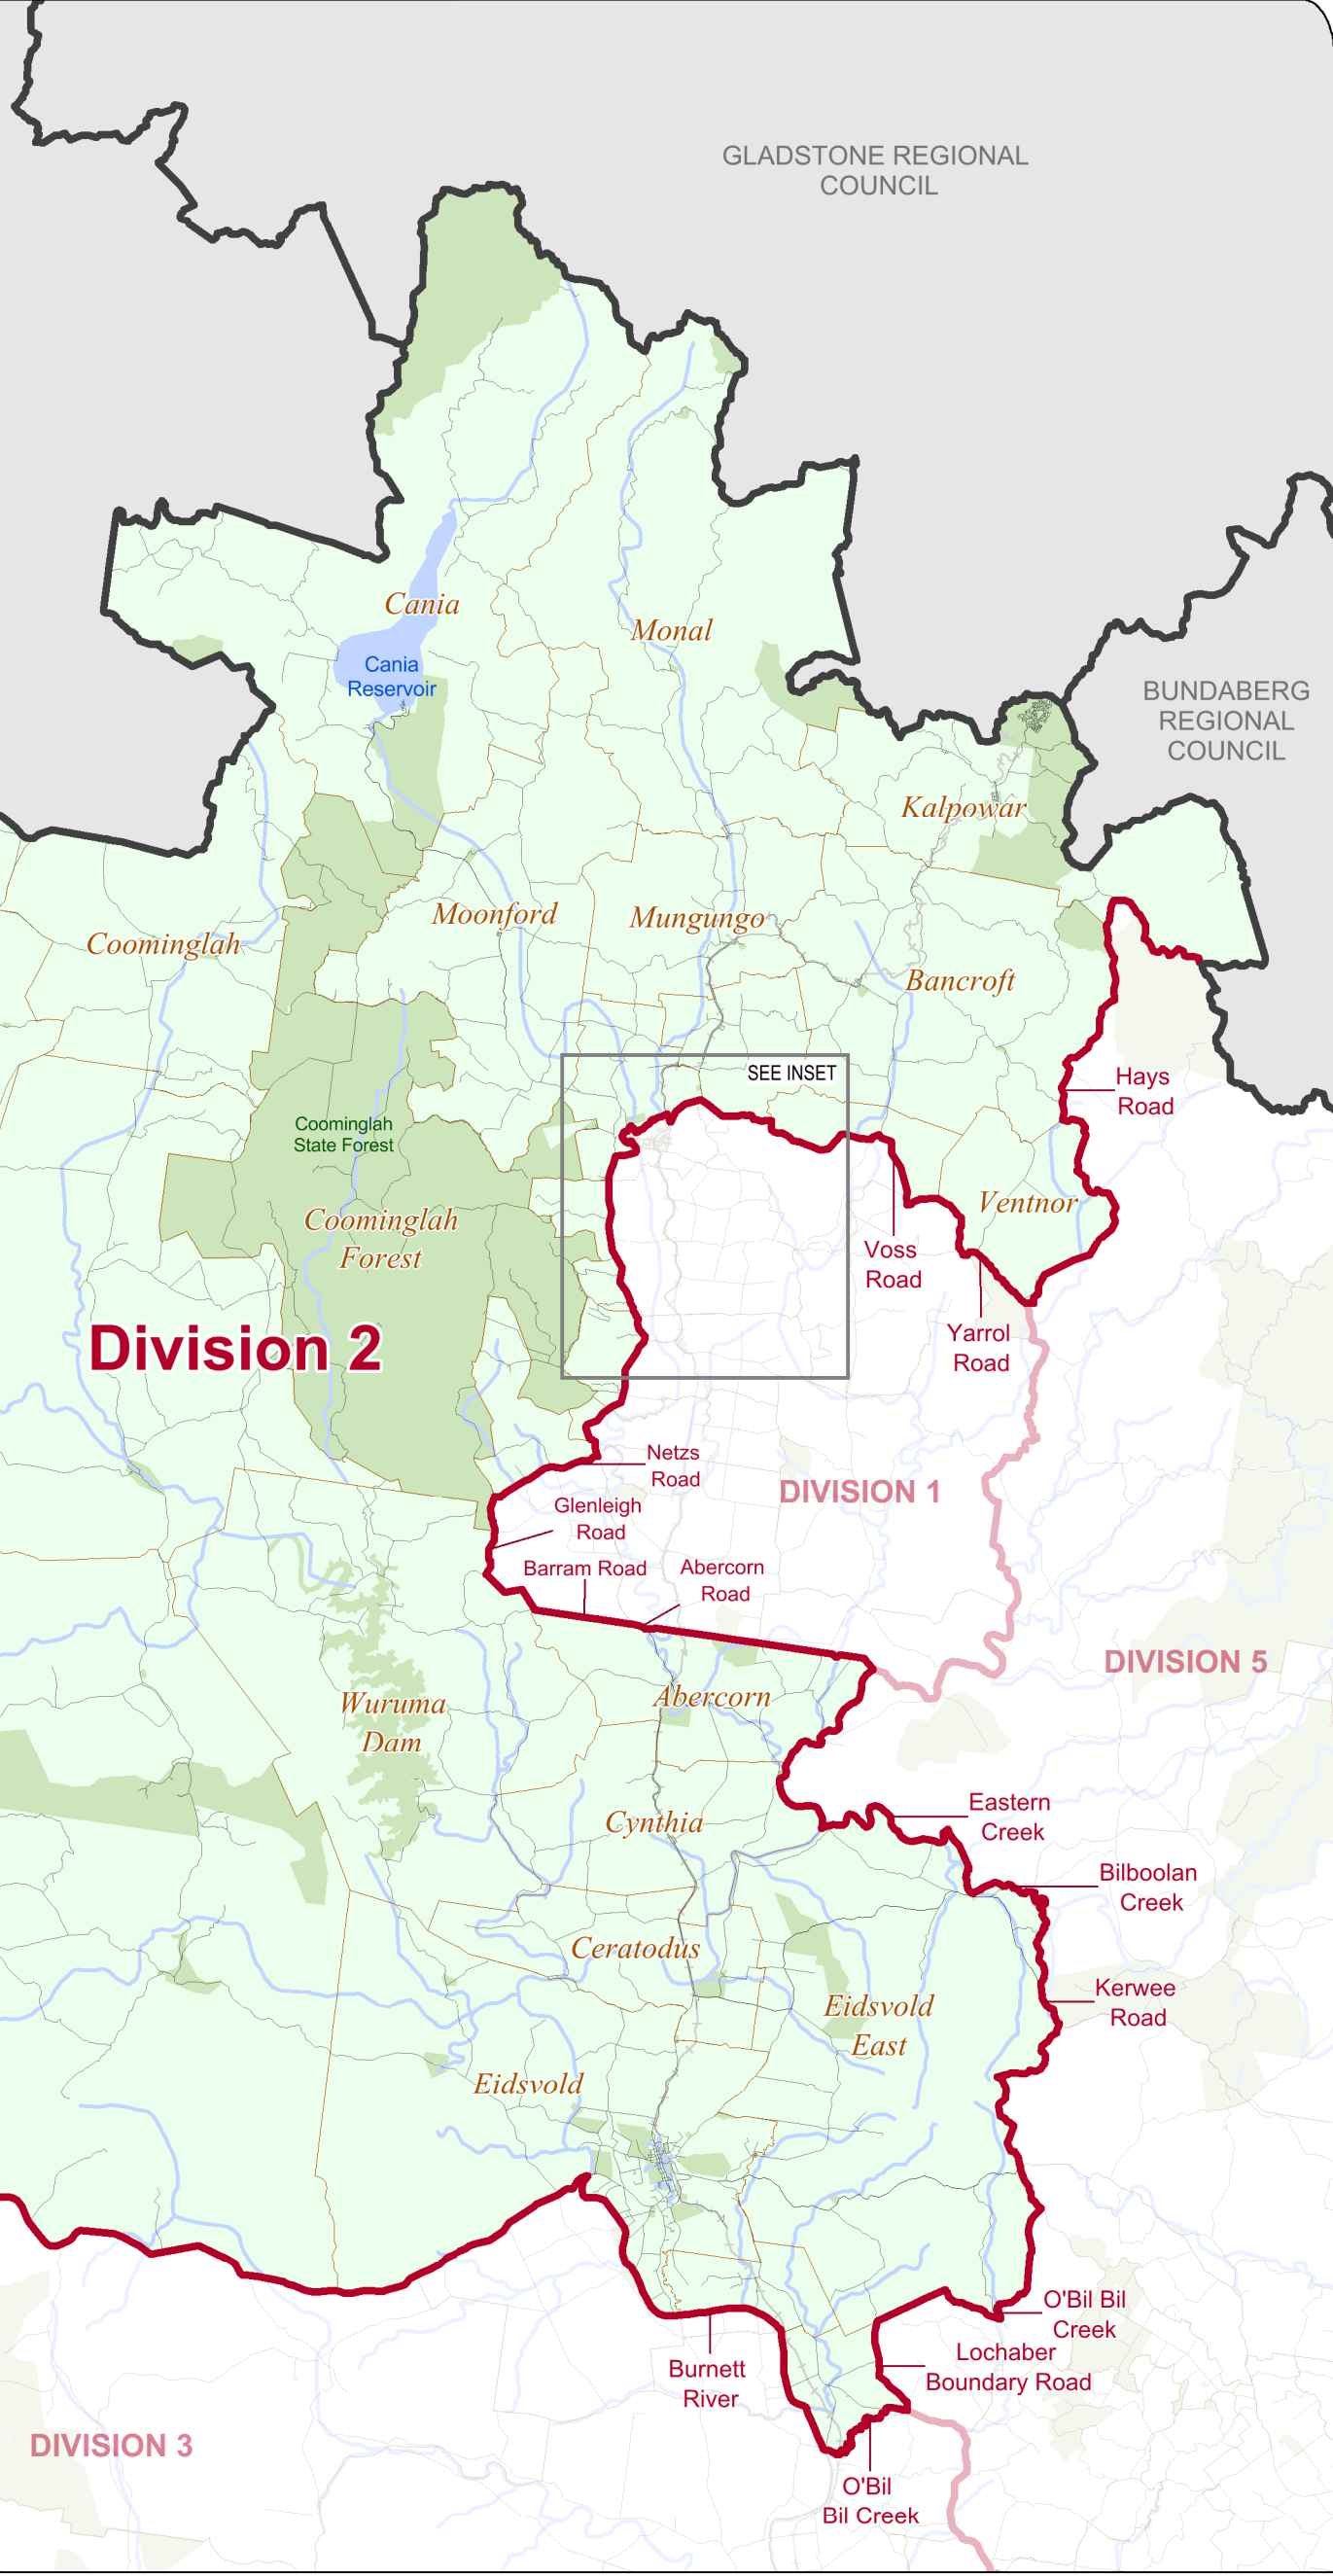 GLADSTONE REGIONAL
COUNCIL
Cania
Monal
Cania
Reservoir
BUNDABERG
REGIONAL
COUNCIL
Kalpowar
Moonford
Mungungo
Coominglah
Bancroft
SEE INSET
Hays
Road
Coominglah
State Forest
Ventnor
Coominglah
Forest
Voss
Road
Division 2
Yarrol
Road
Netzs
Road
DIVISION 1
Glenleigh
Road
Barram Road
Abercorn
Road
DIVISION 5
Abercorn
Wuruma
Dam
Eastern
Creek
Cynthia
Bilboolan
Creek
Ceratodus
Kerwee
Road
Eidsvold
East
Eidsvold
O'Bil Bil
Creek
Lochaber
Boundary Road
Burnett
River
DIVISION 3
O'Bil
Bil Creek